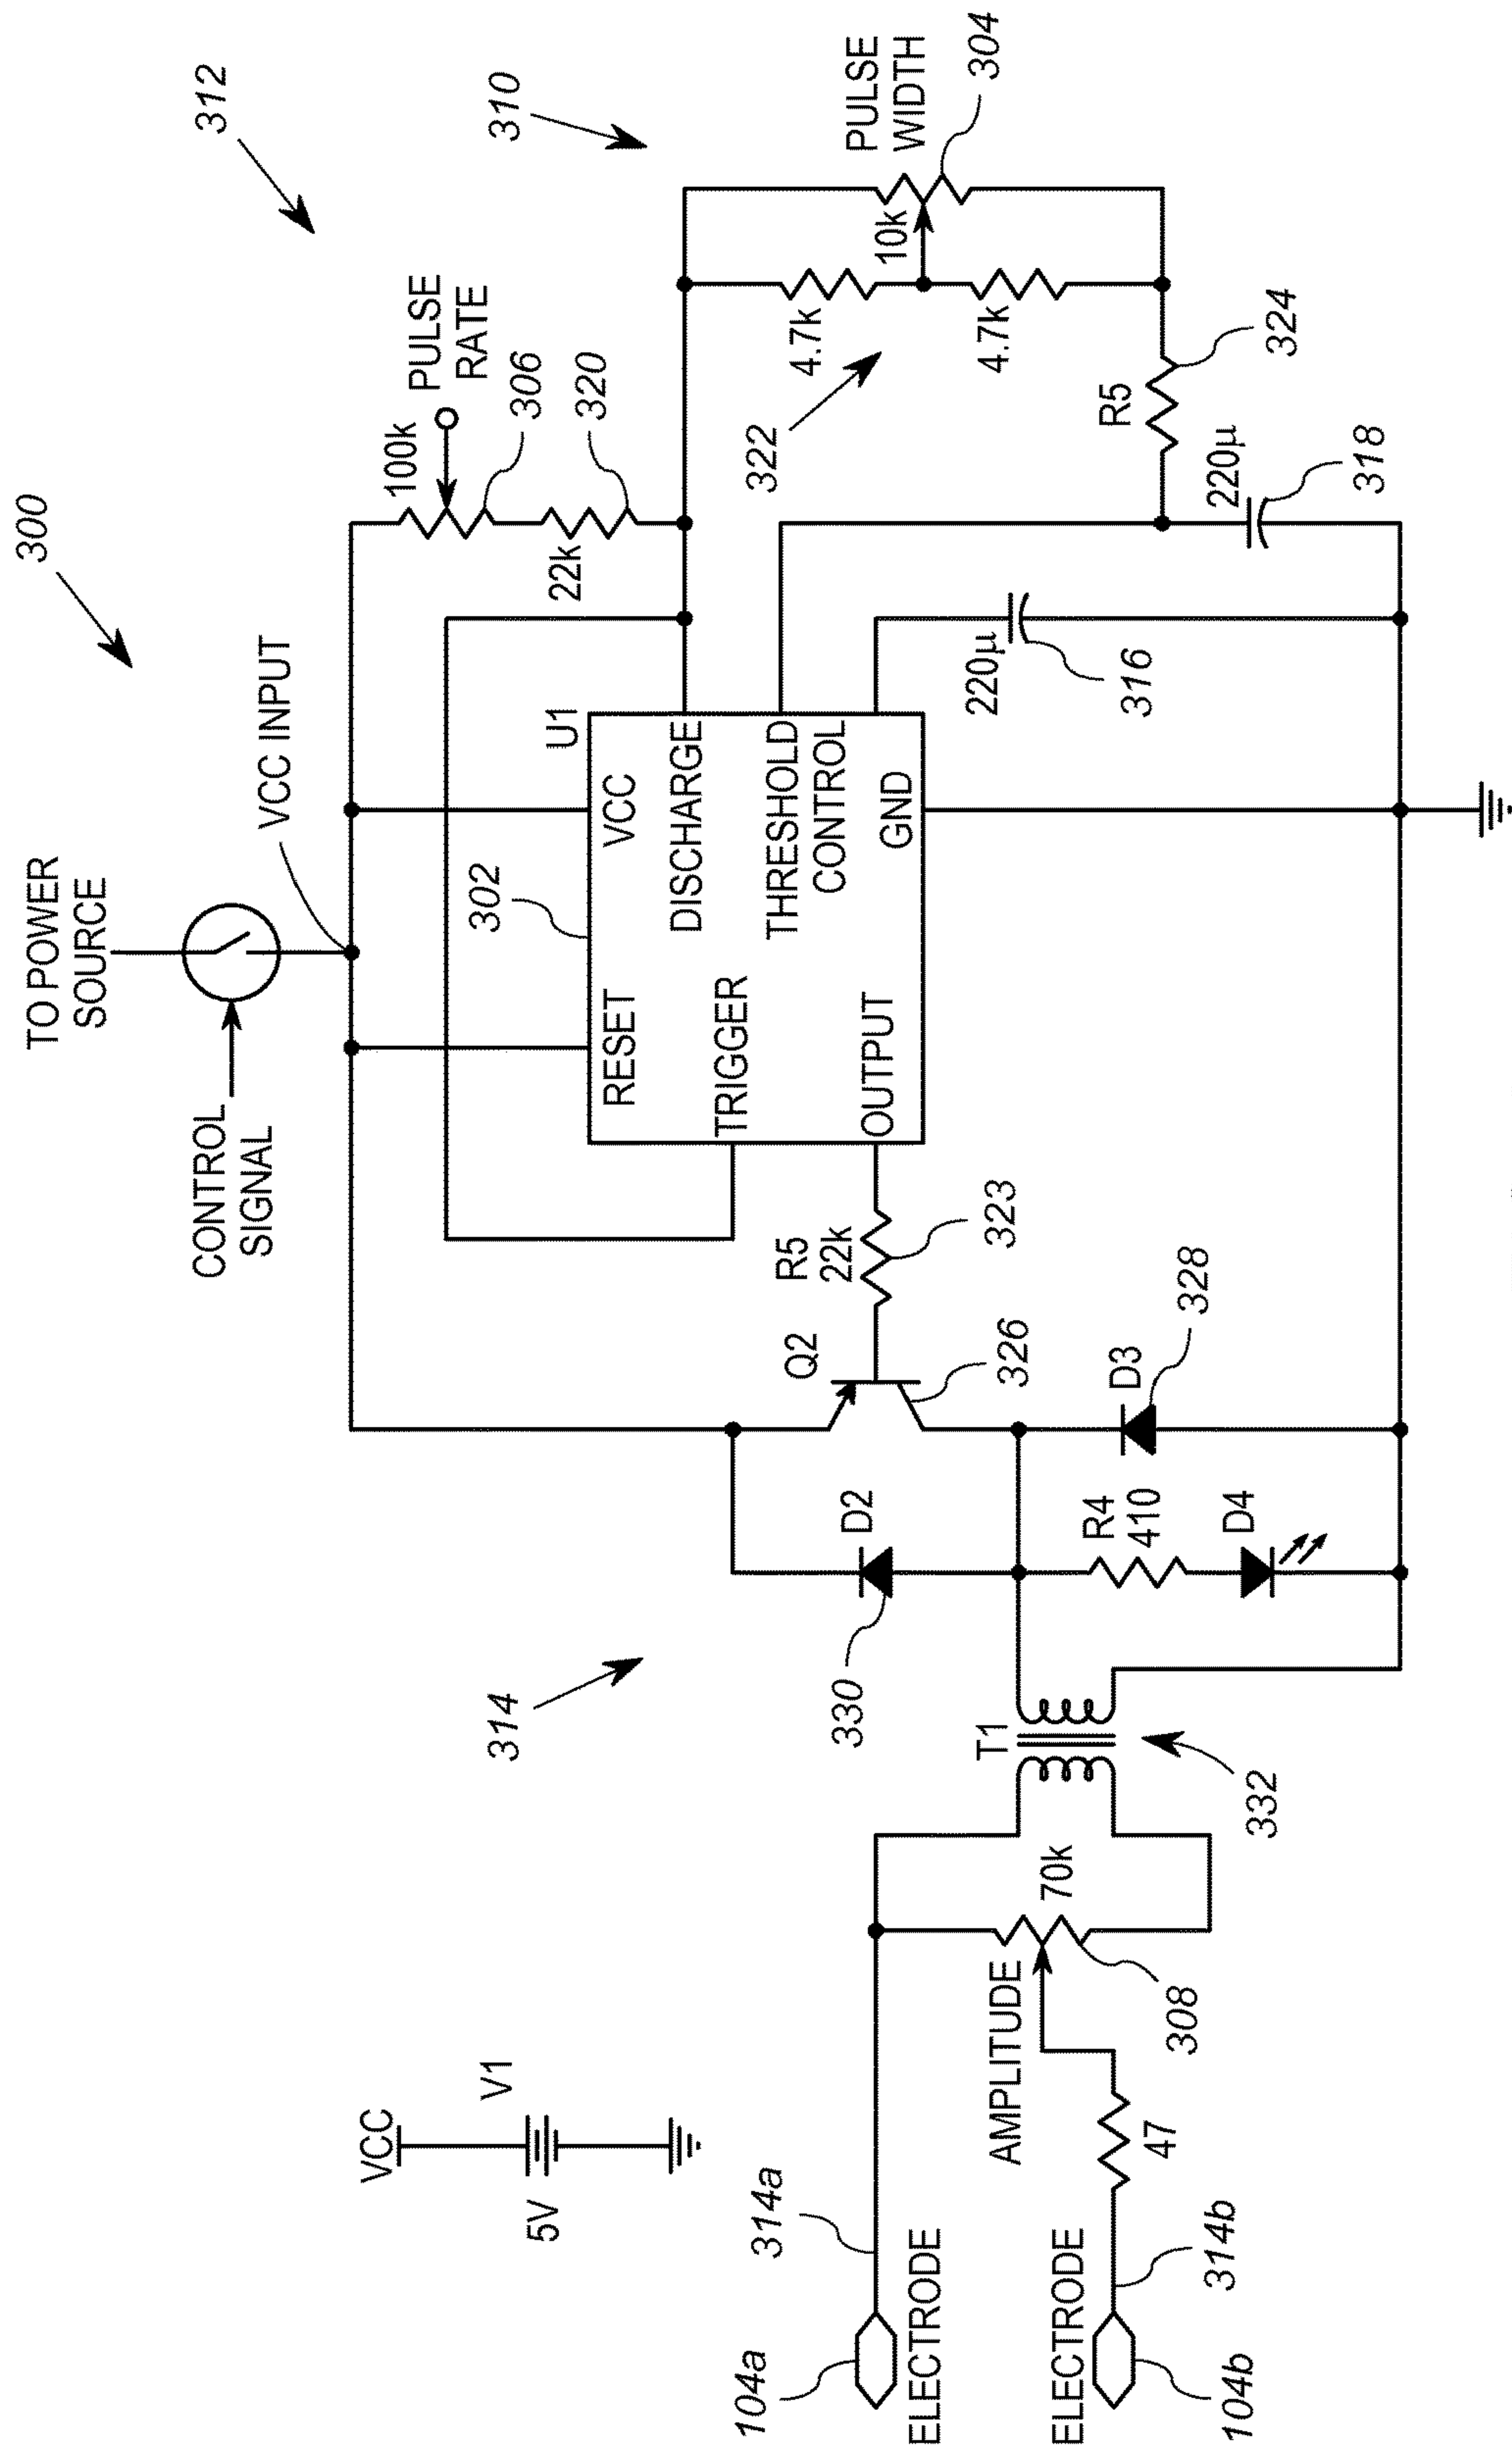 300
312
TO POWER
SOURCE
CONTROL
SIGNAL
VCC INPUT
100k
PULSE
RATE
306
22k
320
310
PULSE
WIDTH
10k
304
4.7k
4.7k
322
R5
324
220µ
318
220µ
316
U1
302
RESET
VCC
TRIGGER
DISCHARGE
THRESHOLD
CONTROL
OUTPUT
GND
R5
22k
323
Q2
326
D3
328
D2
330
R4
410
D4
314
T1
332
70k
AMPLITUDE
308
47
VCC
V1
5V
314a
104a
ELECTRODE
314b
104b
ELECTRODE